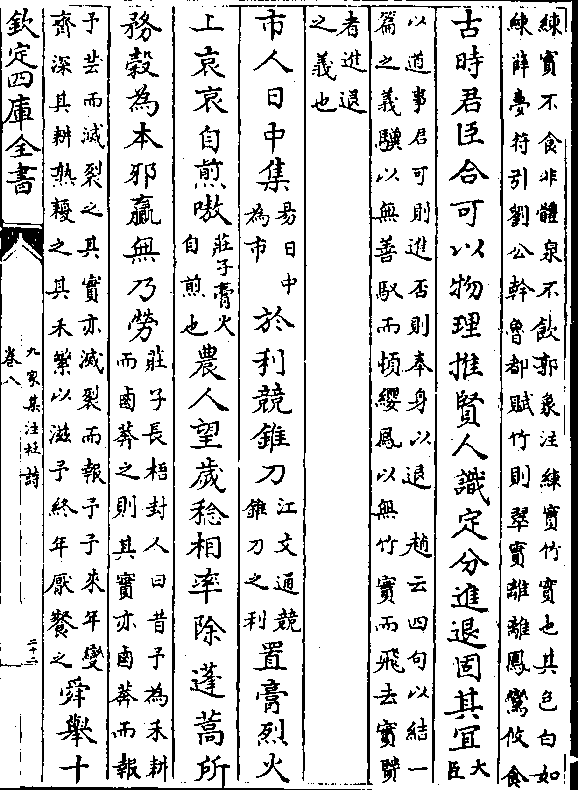 練實不食非醴泉不飲郭象注練實竹實也其色白如
練薛夢符引劉公幹魯都賦竹則翠實離離鳳鸞攸食
古時君臣合可以物理推賢人識定分進退固其宜大臣
以道事君可則進否則奉身以退　趙云四句以結一
篇之義驥以無善馭而頓纓鳳以無竹實而飛去實賢
者進退
之義也
市人日中集易日中
為市於利競錐刀江文通競
錐刀之利置膏烈火
上哀哀自煎嗷莊子膏火
自煎也農人望歲稔相率除蓬蒿所
務穀為本邪贏無乃勞莊子長梧封人曰昔予為禾耕
而鹵莽之則其實亦鹵莽而報
予芸而滅裂之其實亦滅裂而報予予來年變
齊深其耕熟耰之其禾繁以滋予終年厭飱之舜舉十
欽定四庫全書
九家集注杜詩
卷八
二十二